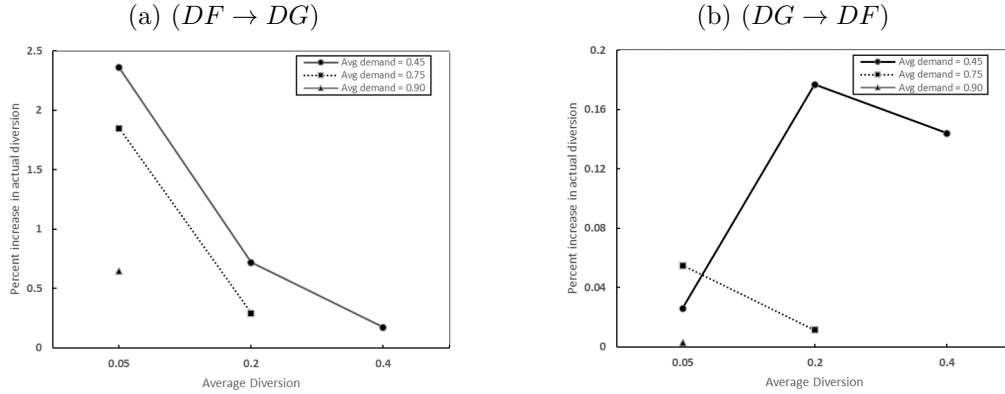 (a) (DF → DG)
2.5
2
1.5
1
0.5
0
Percent increase in actual diversion
Avg demand = 0.45
Avg demand = 0.75
Avg demand = 0.90
0.05 0.2 0.4
Average Diversion
(b) (DG → DF)
0.2
0.16
0.12
0.08
0.04
0
Percent increase in actual diversion
Avg demand = 0.45
Avg demand = 0.75
Avg demand = 0.90
0.05 0.2 0.4
Average Diversion